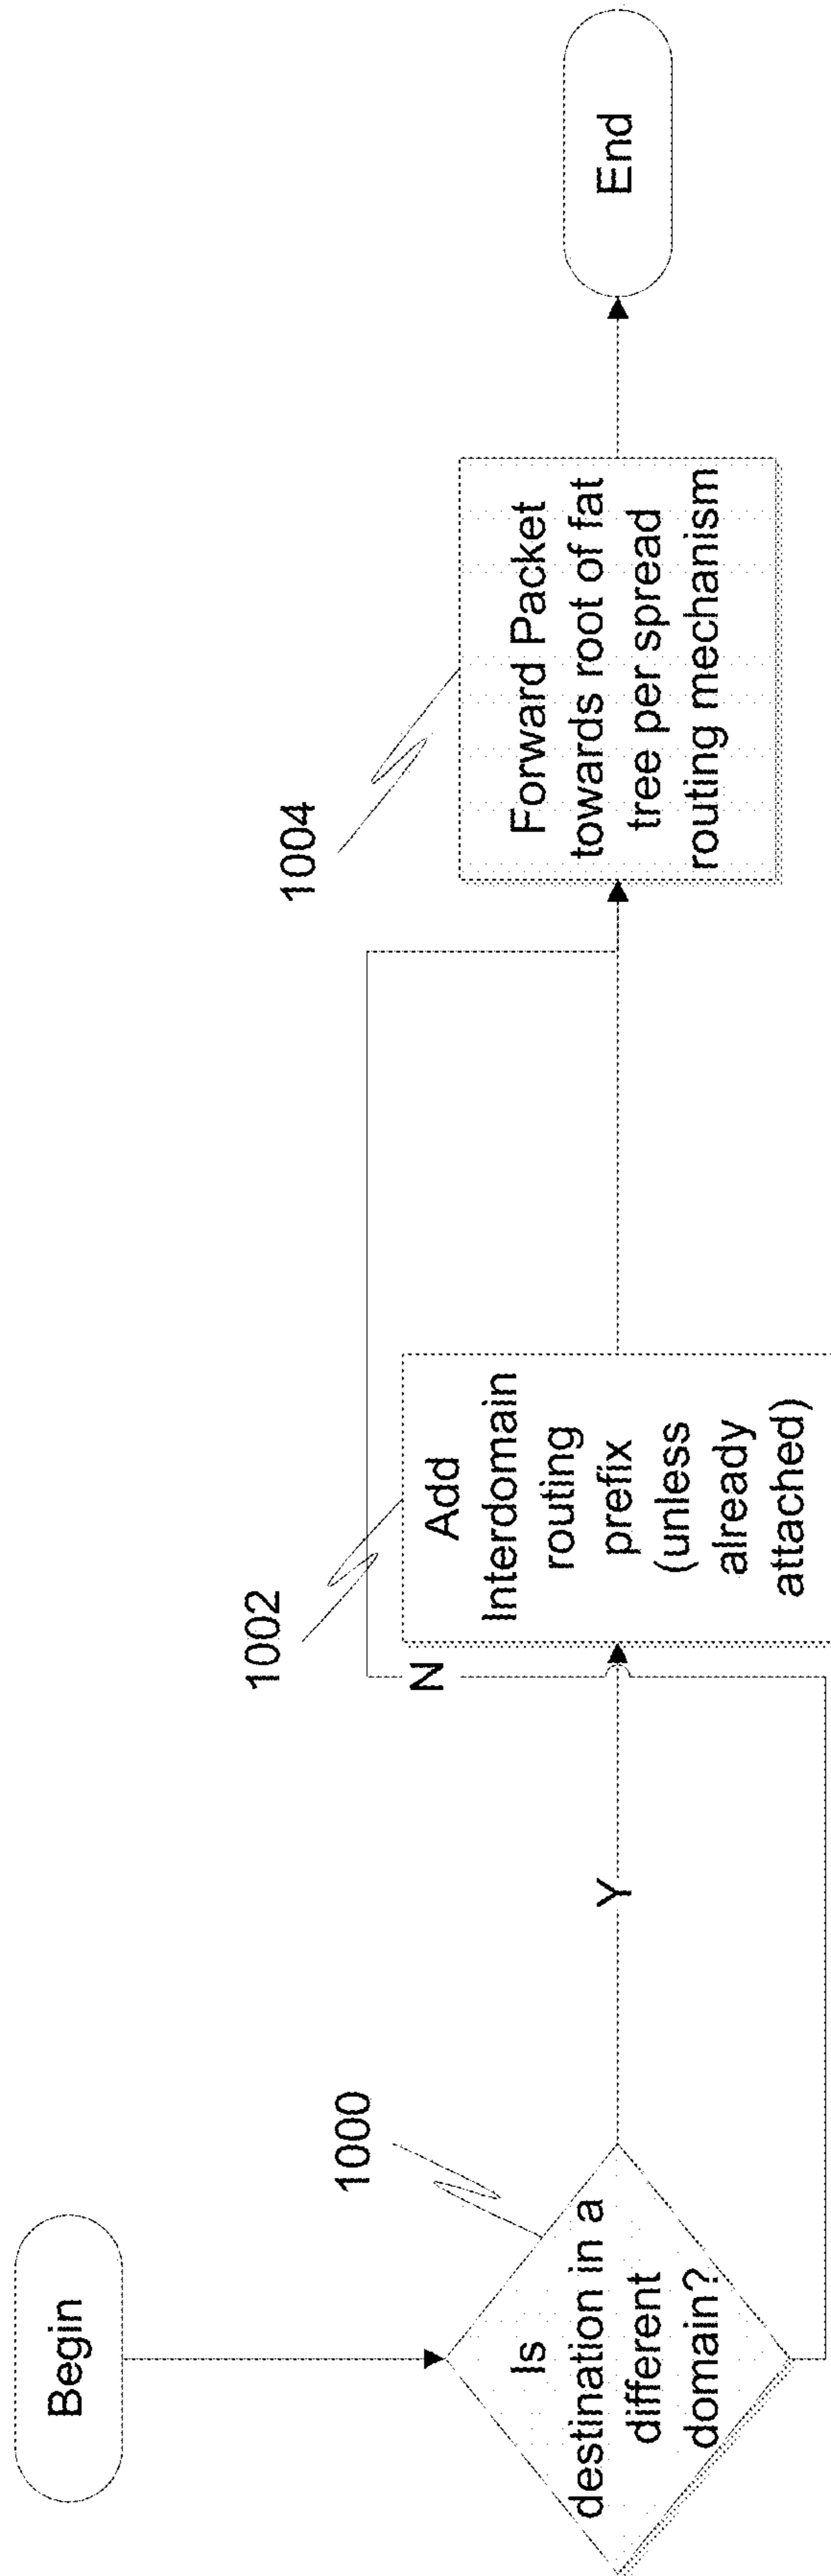 Begin
1000
Is
destination in a
different
domain?
Y
N
1002
Add
Interdomain
routing
prefix
(unless
already
attached)
1004
Forward Packet
towards root of fat
tree per spread
routing mechanism
End